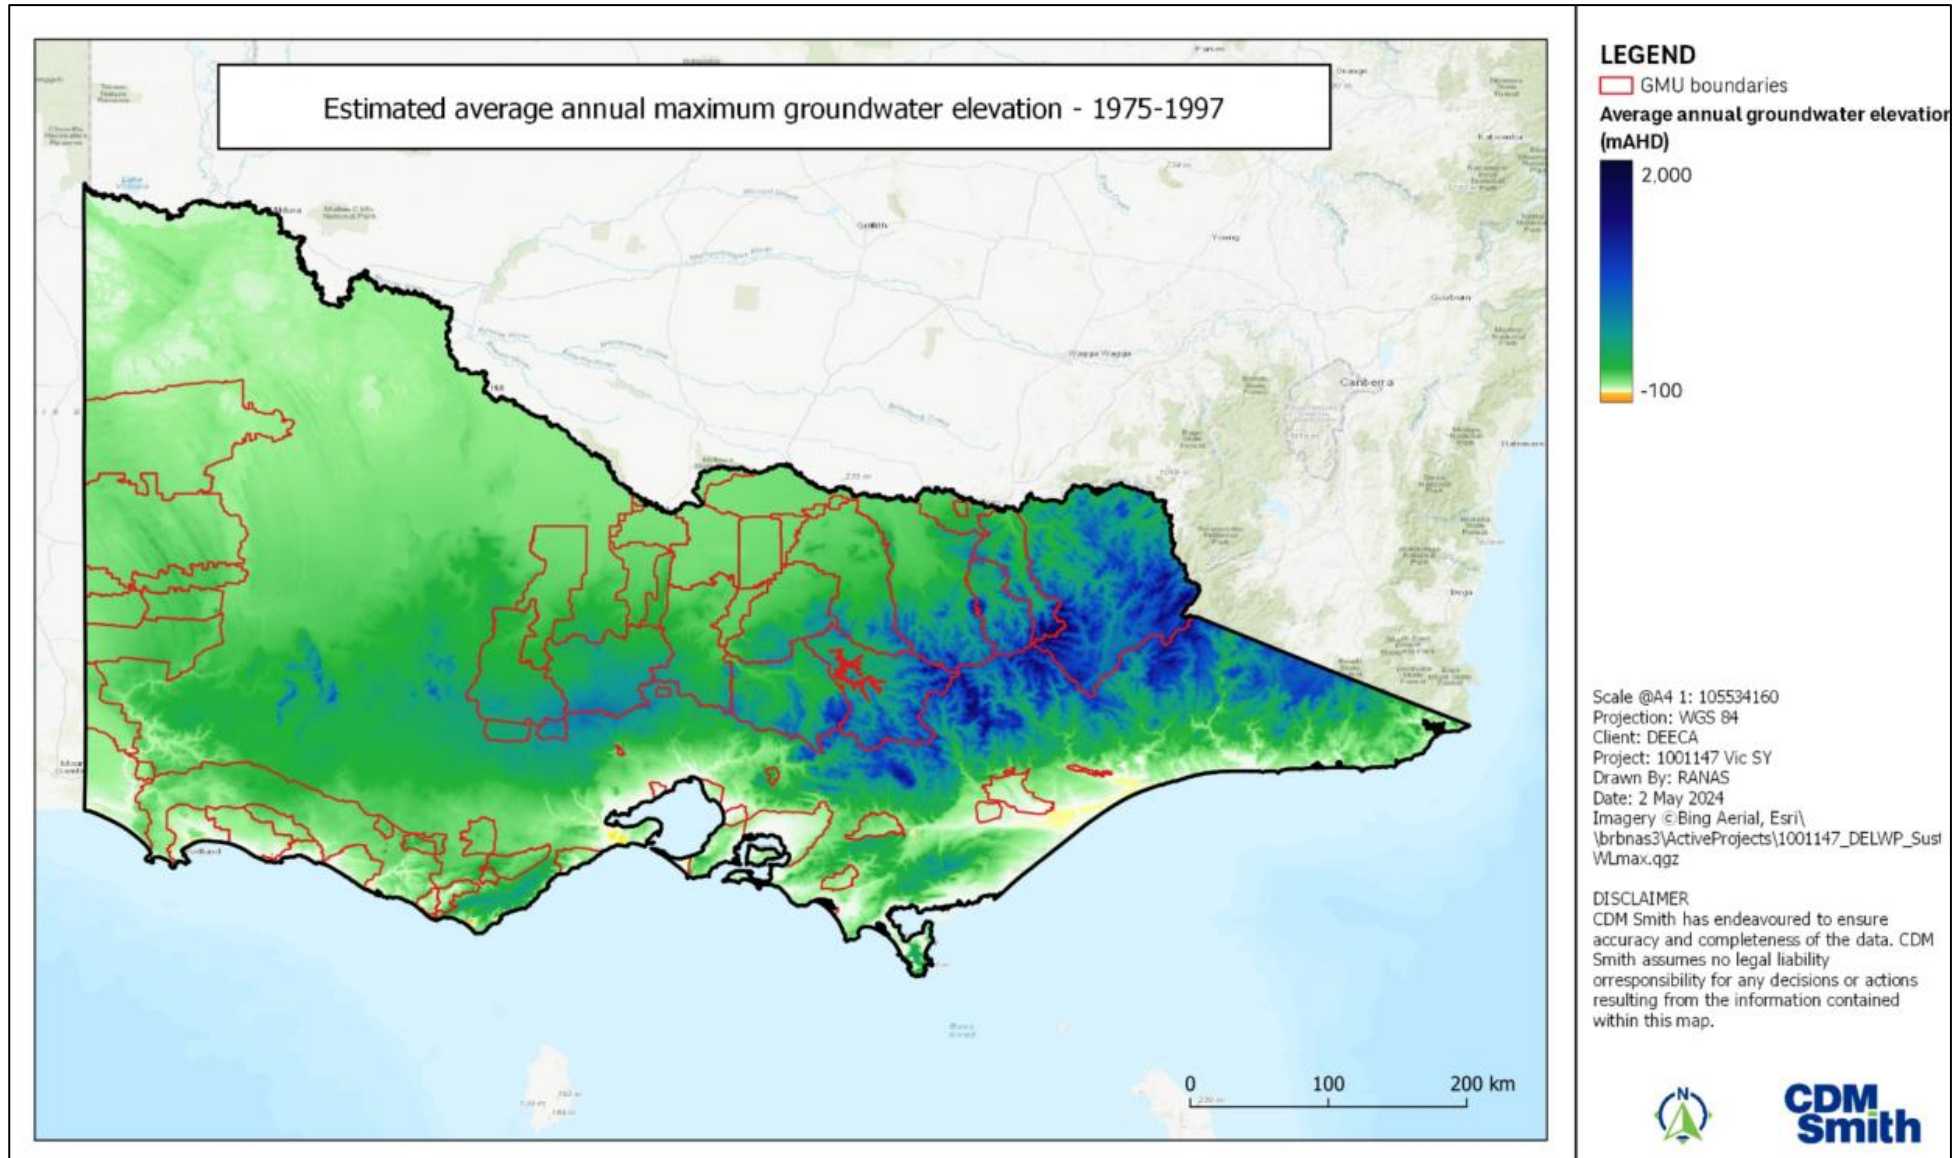 Estimated average annual maximum groundwater elevation - 1975-1997
Griffith
Young
Goulburn
Wagga Wagga
Canberra
Bega
0 100 200 km
LEGEND
GMU boundaries
Average annual groundwater elevation
(mAHD)
2,000
-100
Scale @A4 1: 105534160
Projection: WGS 84
Client: DEECA
Project: 1001147 Vic SY
Drawn By: RANAS
Date: 2 May 2024
Imagery ©Bing Aerial, Esri\
\brbnas3\ActiveProjects\1001147_DELWP_Sust
WLmax.qgz
DISCLAIMER
CDM Smith has endeavoured to ensure
accuracy and completeness of the data. CDM
Smith assumes no legal liability
orresponsibility for any decisions or actions
resulting from the information contained
within this map.
N
CDM
Smith